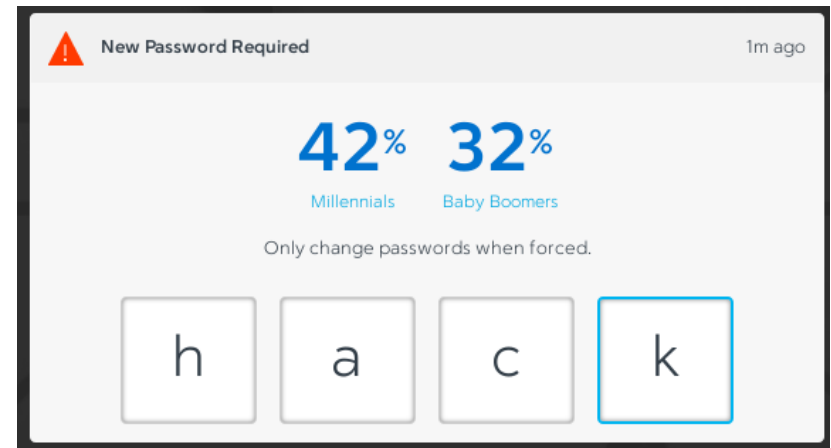 New Password Required 1m ago
42% 32%
Millennials Baby Boomers
Only change passwords when forced.
h a c k